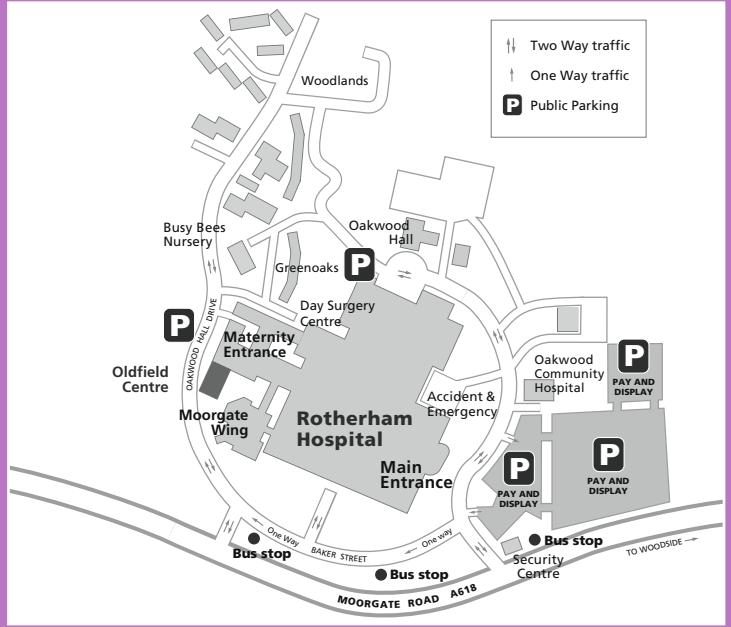 Two Way traffic
One Way traffic
P Public Parking
Woodlands
Busy Bees
Nursery
Oakwood
Hall
Greenoaks
P
Day Surgery
Centre
P
OAKWOOD HALL DRIVE
Maternity
Entrance
Oldfield
Centre
Moorgate
Wing
Rotherham
Hospital
Accident &
Emergency
Main
Entrance
Oakwood
Community
Hospital
P
PAY AND
DISPLAY
P
PAY AND
DISPLAY
P
PAY AND
DISPLAY
One Way
BAKER STREET
One way
Bus stop
Bus stop
Bus stop
Security
Centre
TO WOODSIDE
MOORGATE ROAD A618